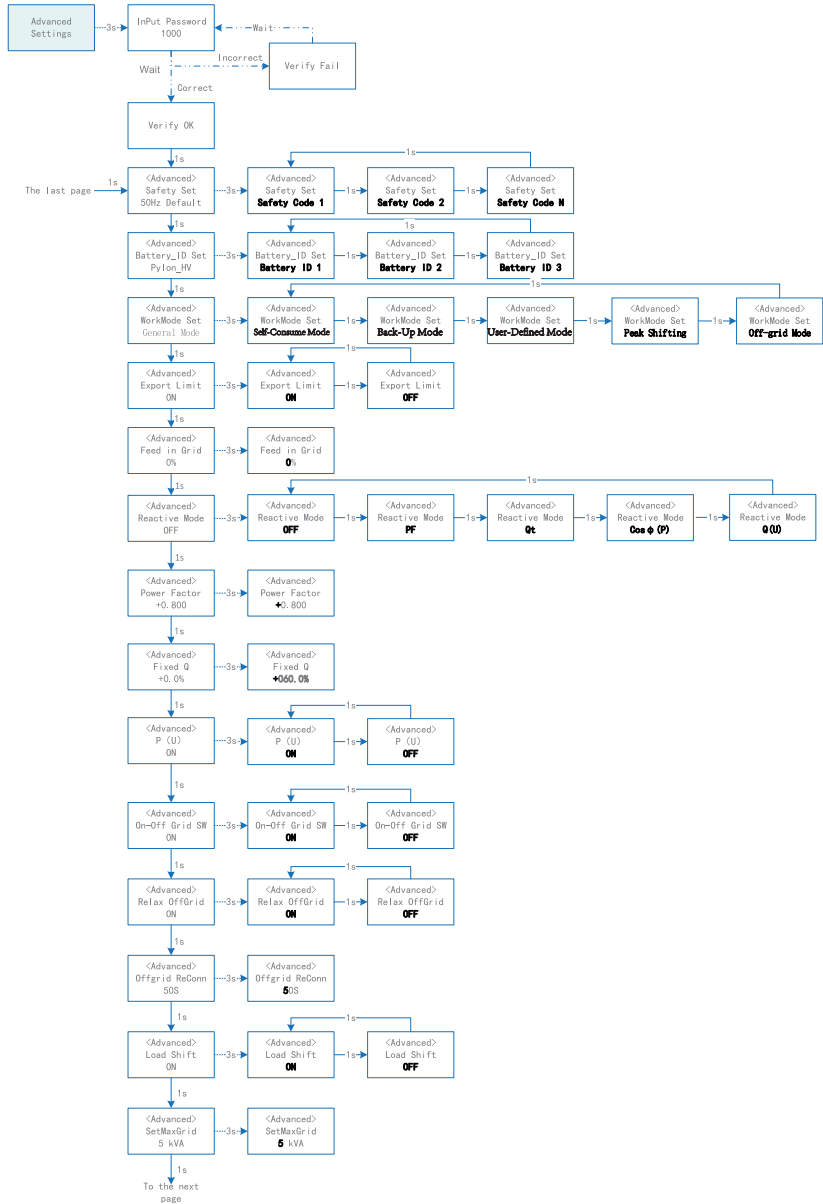 Advanced
Settings
3s
InPut Password
1000
Wait
Incorrect
Verify Fail
Wait
Correct
Verify OK
1s
1s
The last page
1s
<Advanced>
Safety Set
50Hz Default
3s
<Advanced>
Safety Set
Safety Code 1
1s
<Advanced>
Safety Set
Safety Code 2
1s
<Advanced>
Safety Set
Safety Code N
1s
1s
<Advanced>
Battery_ID Set
Pylon_HV
3s
<Advanced>
Battery_ID Set
Battery ID 1
1s
<Advanced>
Battery_ID Set
Battery ID 2
1s
<Advanced>
Battery_ID Set
Battery ID 3
1s
1s
<Advanced>
WorkMode Set
General Mode
3s
<Advanced>
WorkMode Set
Self-Consume Mode
1s
<Advanced>
WorkMode Set
Back-Up Mode
1s
<Advanced>
WorkMode Set
User-Defined Mode
1s
<Advanced>
WorkMode Set
Peak Shifting
1s
<Advanced>
WorkMode Set
Off-grid Mode
1s
1s
<Advanced>
Export Limit
ON
3s
<Advanced>
Export Limit
ON
1s
<Advanced>
Export Limit
OFF
1s
<Advanced>
Feed in Grid
0%
3s
<Advanced>
Feed in Grid
0%
1s
1s
<Advanced>
Reactive Mode
OFF
3s
<Advanced>
Reactive Mode
OFF
1s
<Advanced>
Reactive Mode
PF
1s
<Advanced>
Reactive Mode
Qt
1s
<Advanced>
Reactive Mode
Cos φ (P)
1s
<Advanced>
Reactive Mode
Q(U)
1s
<Advanced>
Power Factor
+0.800
3s
<Advanced>
Power Factor
+0.800
1s
<Advanced>
Fixed Q
+0.0%
3s
<Advanced>
Fixed Q
+060.0%
1s
1s
<Advanced>
P (U)
ON
3s
<Advanced>
P (U)
ON
1s
<Advanced>
P (U)
OFF
1s
1s
<Advanced>
On-Off Grid SW
ON
3s
<Advanced>
On-Off Grid SW
ON
1s
<Advanced>
On-Off Grid SW
OFF
1s
1s
<Advanced>
Relax OffGrid
ON
3s
<Advanced>
Relax OffGrid
ON
1s
<Advanced>
Relax OffGrid
OFF
1s
<Advanced>
Offgrid ReConn
50S
3s
<Advanced>
Offgrid ReConn
50S
1s
1s
<Advanced>
Load Shift
ON
3s
<Advanced>
Load Shift
ON
1s
<Advanced>
Load Shift
OFF
1s
<Advanced>
SetMaxGrid
5 kVA
3s
<Advanced>
SetMaxGrid
5 kVA
1s
To the next
page